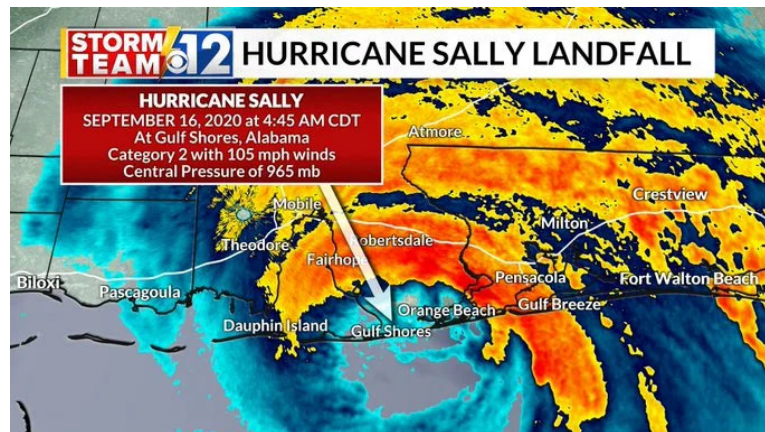 STORM
TEAM 12
HURRICANE SALLY LANDFALL
HURRICANE SALLY
SEPTEMBER 16, 2020 at 4:45 AM CDT
At Gulf Shores, Alabama
Category 2 with 105 mph winds
Central Pressure of 965 mb
Atmore
Crestview
Mobile
Milton
Theodore
Robertsdale
Fairhope
Pensacola
Fort Walton Beach
Biloxi
Pascagoula
Orange Beach
Gulf Breeze
Dauphin Island
Gulf Shores